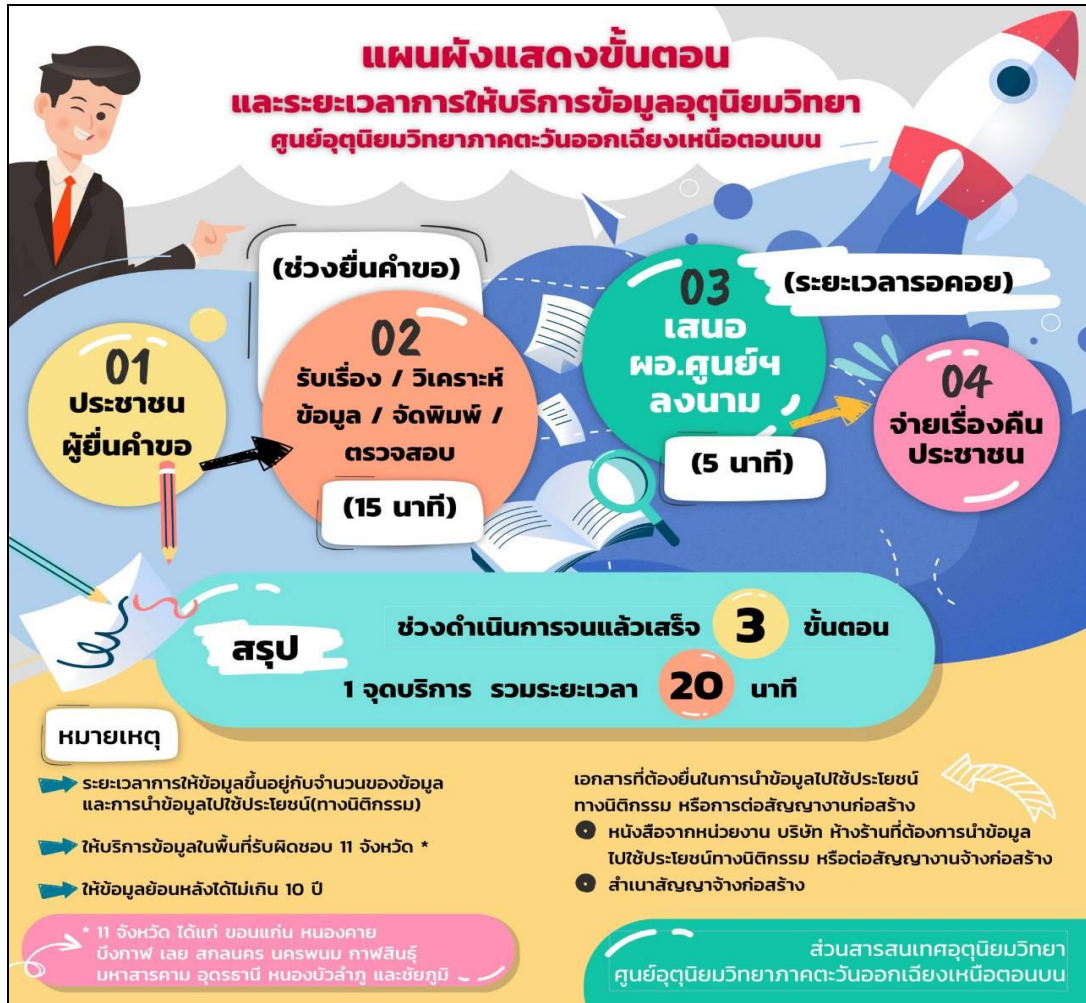 แผนผังแสดงขั้นตอน
และระยะเวลาการให้บริการข้อมูลอุตุนิยมวิทยา
ศูนย์อุตุนิยมวิทยาภาคตะวันออกเฉียงเหนือตอนบน
01
ประชาชน
ผู้ยื่นคำขอ
(ช่วงยื่นคำขอ)
02
รับเรื่อง / วิเคราะห์
ข้อมูล / จัดพิมพ์ /
ตรวจสอบ
(15 นาที)
03
เสนอ
ผอ.ศูนย์ฯ
ลงนาม
(5 นาที)
(ระยะเวลารอคอย)
04
จ่ายเรื่องคืน
ประชาชน
สรุป
ช่วงดำเนินการจนแล้วเสร็จ 3 ขั้นตอน
1 จุดบริการ รวมระยะเวลา 20 นาที
หมายเหตุ
ระยะเวลาการให้ข้อมูลขึ้นอยู่กับจำนวนของข้อมูล
และการนำข้อมูลไปใช้ประโยชน์(ทางนิติกรรม)
ให้บริการข้อมูลในพื้นที่รับผิดชอบ 11 จังหวัด *
ให้ข้อมูลย้อนหลังได้ไม่เกิน 10 ปี
* 11 จังหวัด ได้แก่ ขอนแก่น หนองคาย
บึงกาฬ เลย สกลนคร นครพนม กาฬสินธุ์
มหาสารคาม อุดรธานี หนองบัวลำภู และชัยภูมิ
เอกสารที่ต้องยื่นในการนำข้อมูลไปใช้ประโยชน์
ทางนิติกรรม หรือการต่อสัญญางานก่อสร้าง
หนังสือจากหน่วยงาน บริษัท ห้างร้านที่ต้องการนำข้อมูล
ไปใช้ประโยชน์ทางนิติกรรม หรือต่อสัญญางานจ้างก่อสร้าง
สำเนาสัญญาจ้างก่อสร้าง
ส่วนสารสนเทศอุตุนิยมวิทยา
ศูนย์อุตุนิยมวิทยาภาคตะวันออกเฉียงเหนือตอนบน